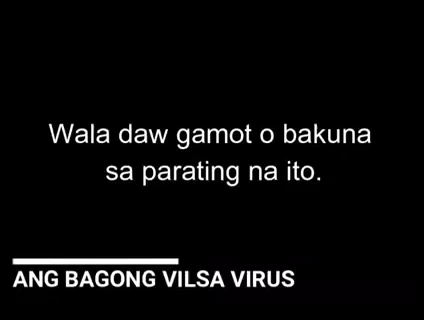 Wala daw gamot o bakuna
sa parating na ito.
ANG BAGONG VILSA VIRUS